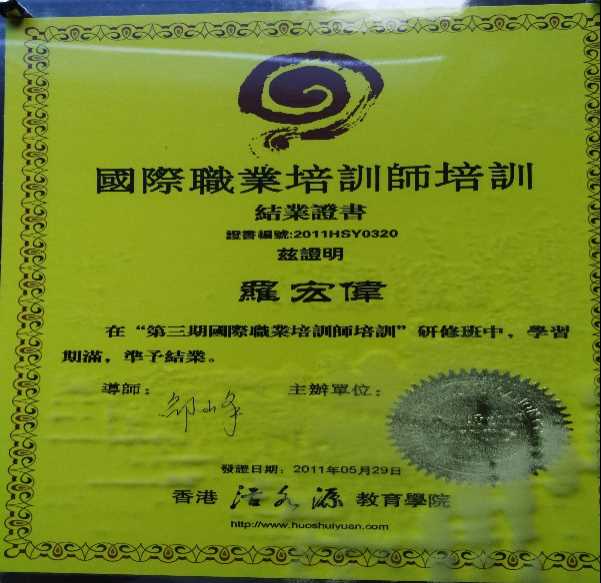 國際職業培訓師培訓
結業證書
證書編號:2011HSY0320
茲證明
羅宏偉
在“第三期國際職業培訓師培訓”研修班中，學習
期滿，準予結業。
導師： 主辦單位：
發證日期：2011年05月29日
香港活水源教育學院
http://www.huoshuiyuan.com